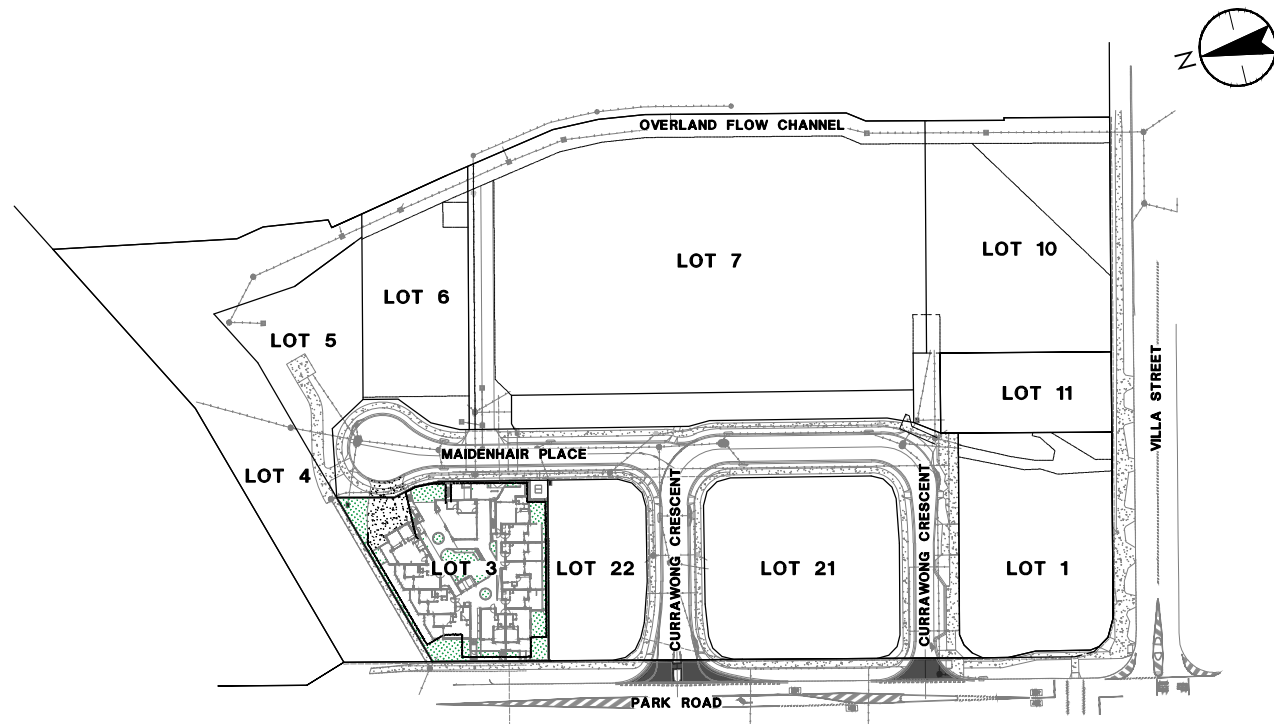 N
OVERLAND FLOW CHANNEL
LOT 7
LOT 10
LOT 6
LOT 5
LOT 11
VILLA STREET
MAIDENHAIR PLACE
LOT 4
CURRAWONG CRESCENT
CURRAWONG CRESCENT
LOT 3
LOT 22
LOT 21
LOT 1
PARK ROAD